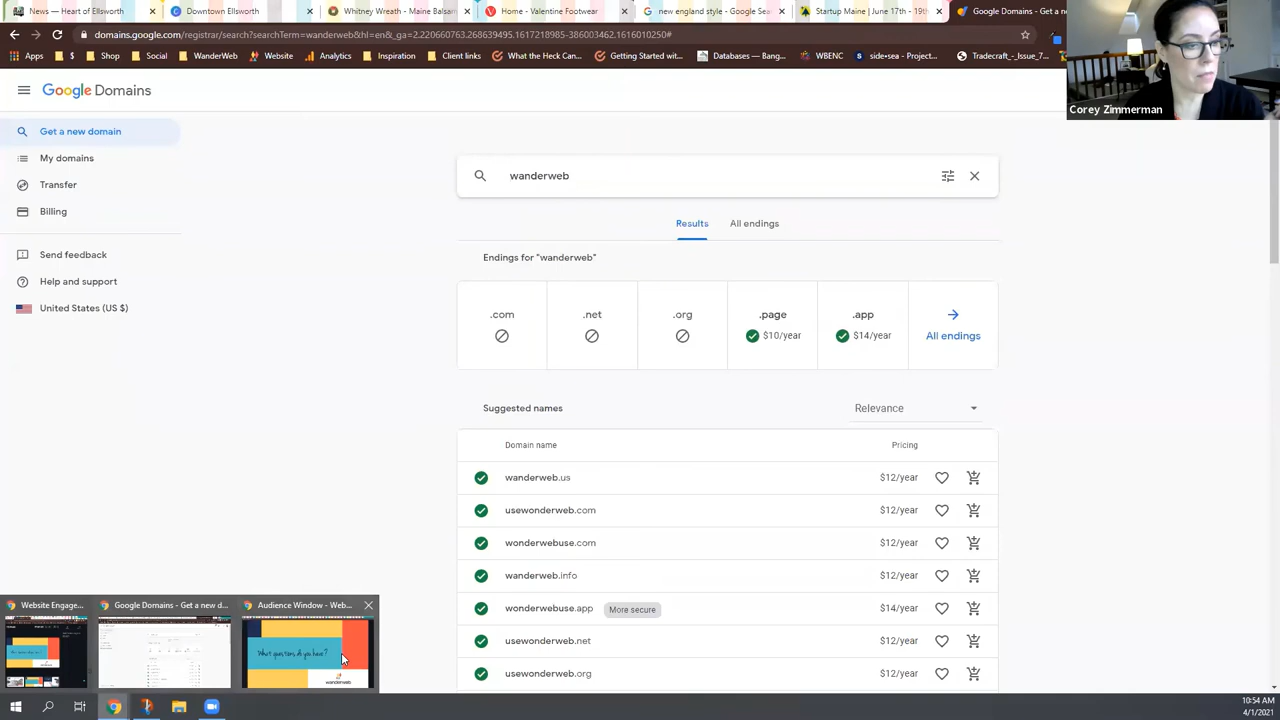 News — Heart of Ellsworth
Downtown Ellsworth
Whitney Wreath - Maine Balsam
Home - Valentine Footwear
new england style - Google
Startup Maine | June 17th - 19th
Google Domains - Get a ne
domains.google.com/registrar/search?searchTerm=wanderweb&hl=en&_ga=2.220660763.268639495.1617218985-386003462.1616010250#
Apps
$
Shop
Social
WanderWeb
Website
Analytics
Inspiration
Client links
What the Heck Can...
Getting Started wit...
Databases — Bang...
WBENC
side+sea - Project...
Tradecraft_-_Issue_7...
Corey Zimmerman
Google Domains
Get a new domain
My domains
Transfer
Billing
Send feedback
Help and support
United States (US $)
wanderweb
Results
All endings
Endings for "wanderweb"
.com
.net
.org
.page
$10/year
.app
$14/year
All endings
Suggested names
Relevance
Domain name
Pricing
wanderweb.us
$12/year
usewonderweb.com
$12/year
wonderwebuse.com
$12/year
wanderweb.info
$12/year
wonderwebuse.app
More secure
$14/year
usewonderweb.net
$12/year
usewonderweb.org
$12/year
Website Engage...
Google Domains - Get a new d...
Audience Window - Web...
What questions do you have?
wanderweb
10:54 AM
4/1/2021